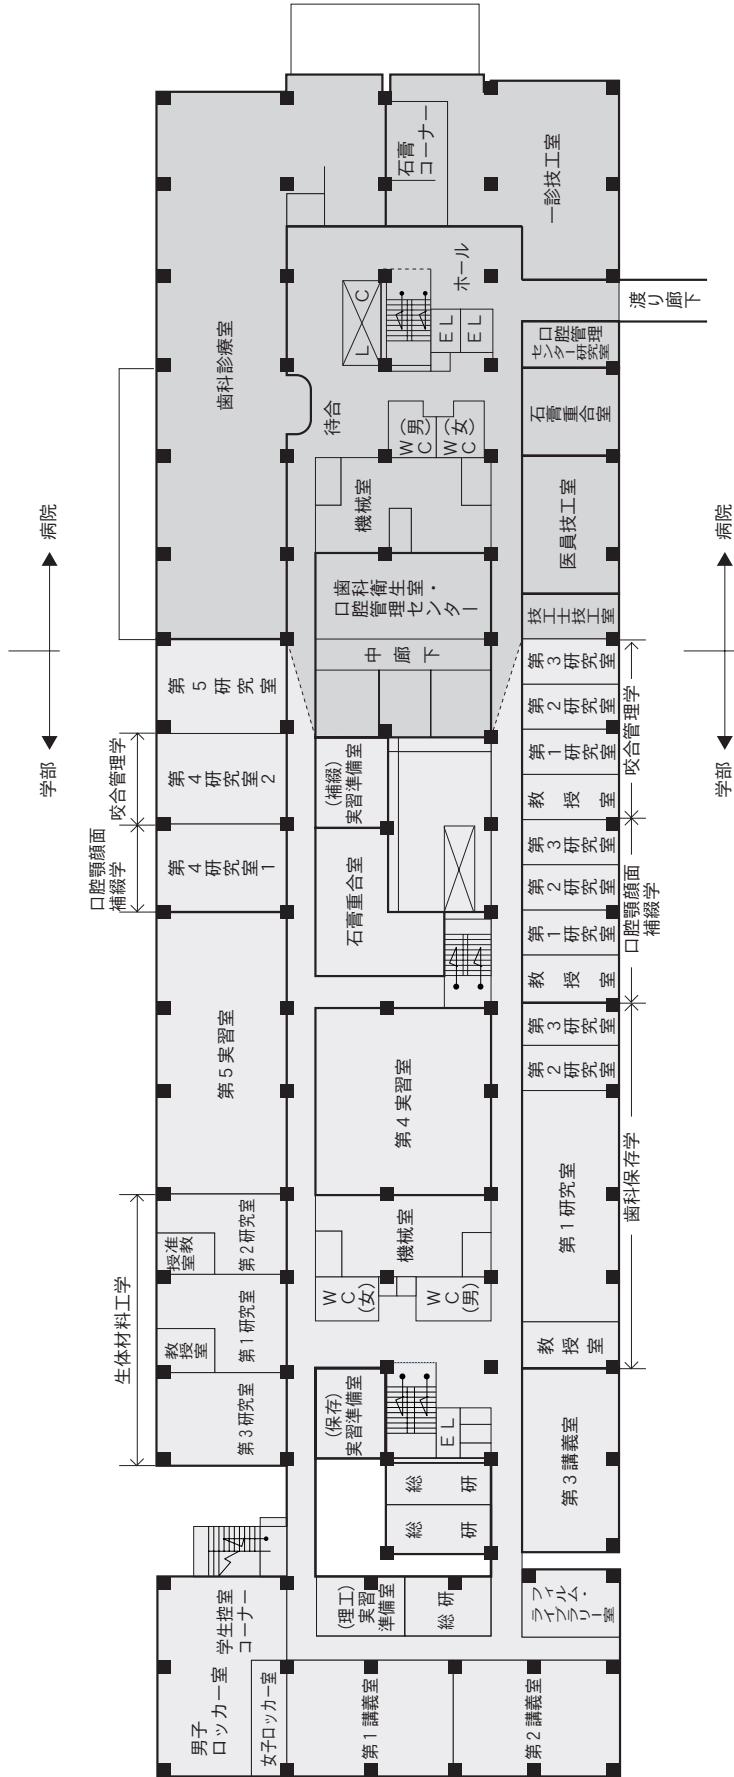 石膏
コーナー
一診技工室
ホール
渡り廊下
L C
EL
EL
口腔管理
センター研究室
歯科診療室
待合
WC
(男)
WC
(女)
石膏重合室
機械室
医員技工室
歯科衛生室・
口腔管理センター
技工士技工室
病院
学部
病院
学部
中廊下
第5研究室
第3研究室
第2研究室
第1研究室
教授室
咬合管理学
咬合管理学
第4研究室2
(補綴)
実習準備室
口腔顎顔面
補綴学
第4研究室1
石膏重合室
第3研究室
第2研究室
第1研究室
教授室
口腔顎顔面
補綴学
第5実習室
第4実習室
第3研究室
第2研究室
第1研究室
教授室
歯科保存学
生体材料工学
第2研究室
准教
授室
第1研究室
教授室
第3研究室
機械室
WC
(女)
WC
(男)
(保存)
実習準備室
EL
総研
総研
第3講義室
(理工)
実習
準備室
総研
フィルム・
ライブラリー室
学生控室
コーナー
男子
ロッカー室
女子ロッカー室
第1講義室
第2講義室